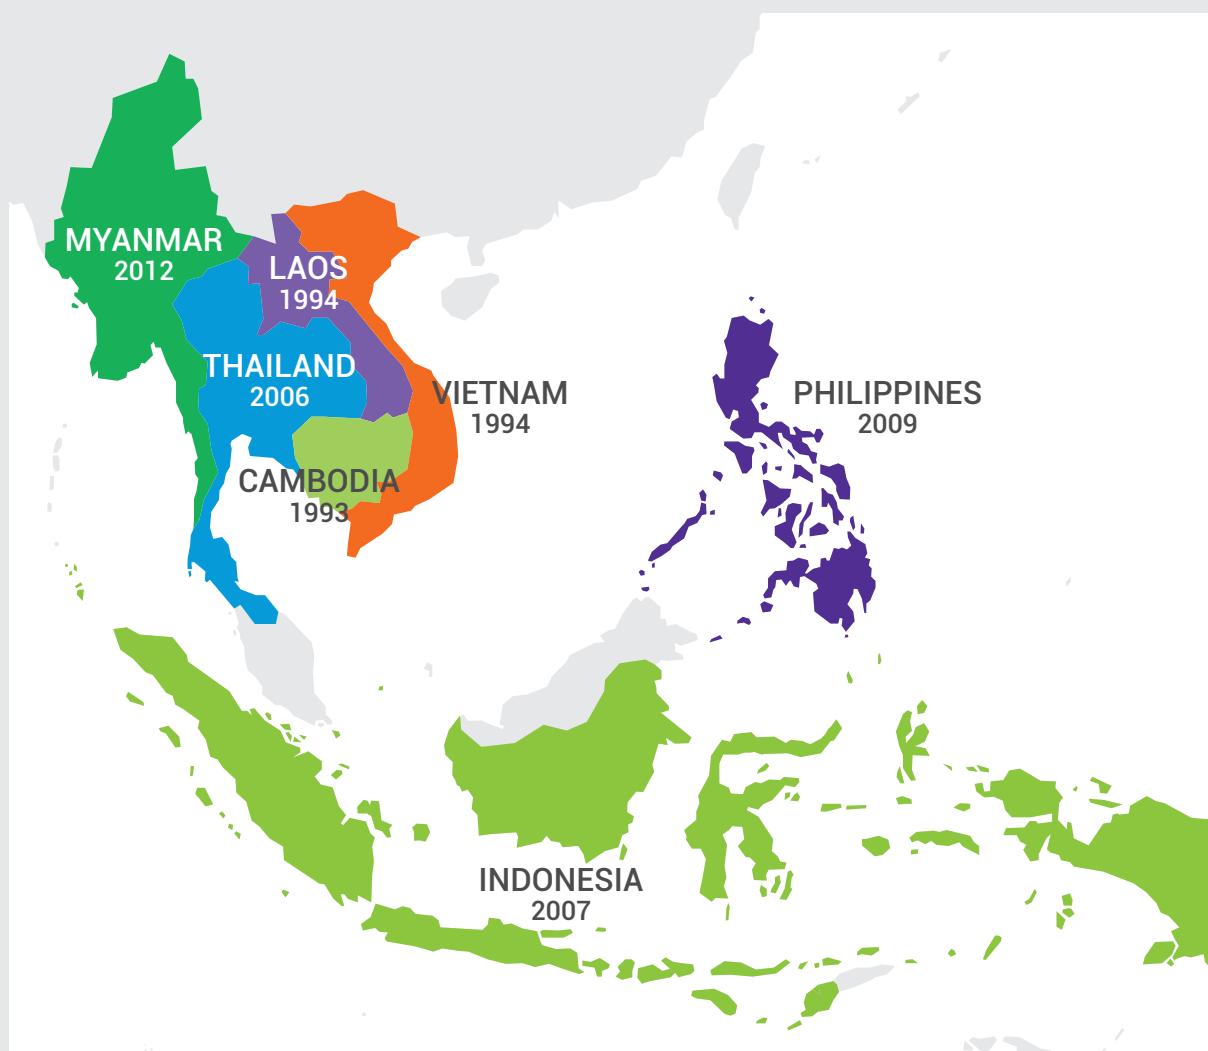 MYANMAR
2012
LAOS
1994
THAILAND
2006
VIETNAM
1994
PHILIPPINES
2009
CAMBODIA
1993
INDONESIA
2007